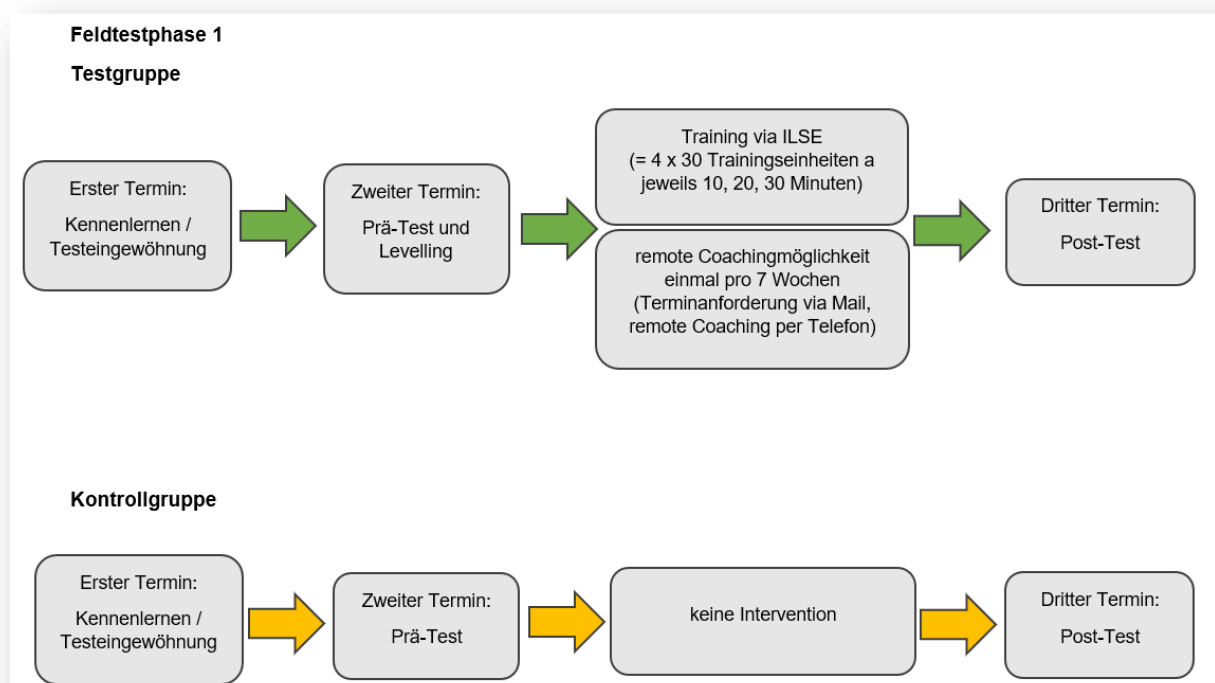 Feldtestphase 1
Testgruppe
Erster Termin:
Kennenlernen /
Testeingewöhnung
Zweiter Termin:
Prä-Test und
Levelling
Training via ILSE
(= 4 x 30 Trainingseinheiten a
jeweils 10, 20, 30 Minuten)
remote Coachingmöglichkeit
einmal pro 7 Wochen
(Terminanforderung via Mail,
remote Coaching per Telefon)
Dritter Termin:
Post-Test
Kontrollgruppe
Erster Termin:
Kennenlernen /
Testeingewöhnung
Zweiter Termin:
Prä-Test
keine Intervention
Dritter Termin:
Post-Test